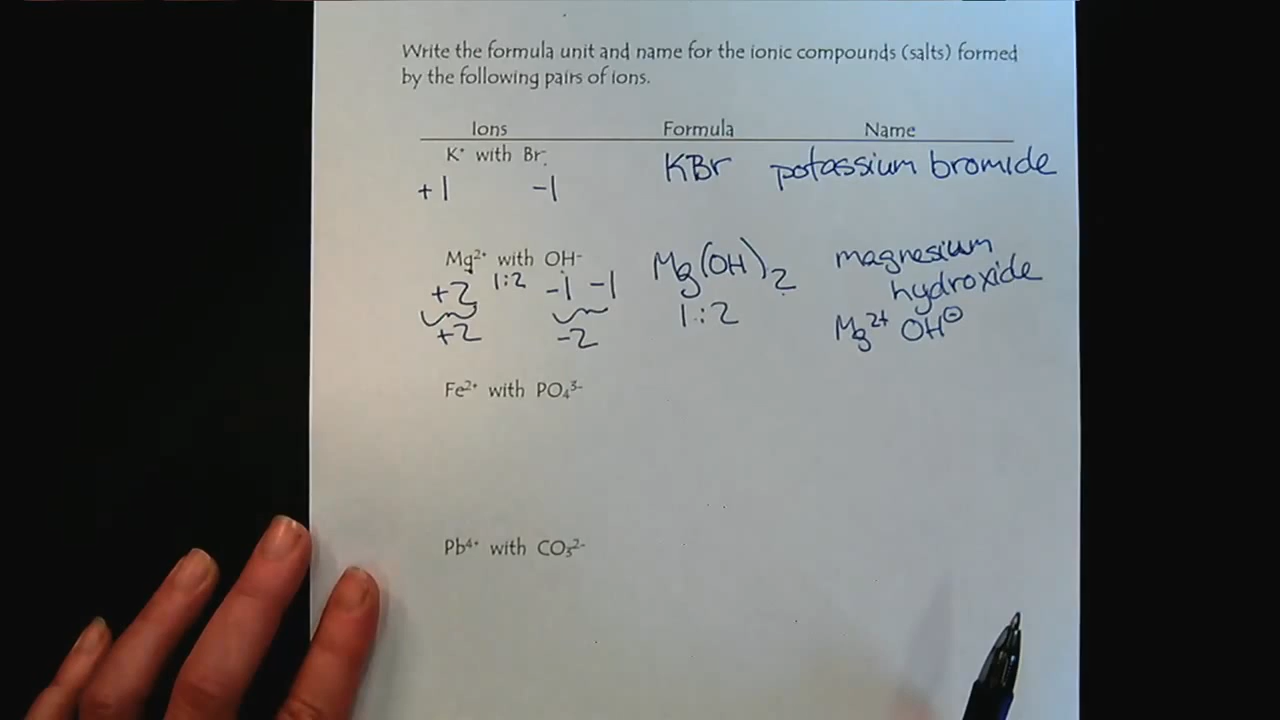 Write the formula unit and name for the ionic compounds (salts) formed
by the following pairs of ions.
Ions Formula Name
K⁺ with Br⁻ KBr potassium bromide
+1 -1
Mg²⁺ with OH⁻ Mg(OH)₂ magnesium
hydroxide
+2 1:2 -1 -1 1:2
+2 -2 Mg²⁺ OH⁻
Fe²⁺ with PO₄³⁻
Pb⁴⁺ with CO₃²⁻